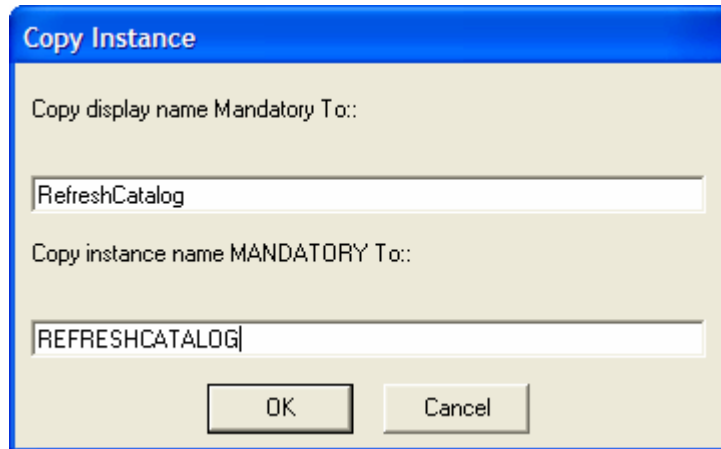 Copy Instance
Copy display name Mandatory To::
RefreshCatalog
Copy instance name MANDATORY To::
REFRESHCATALOG
OK
Cancel